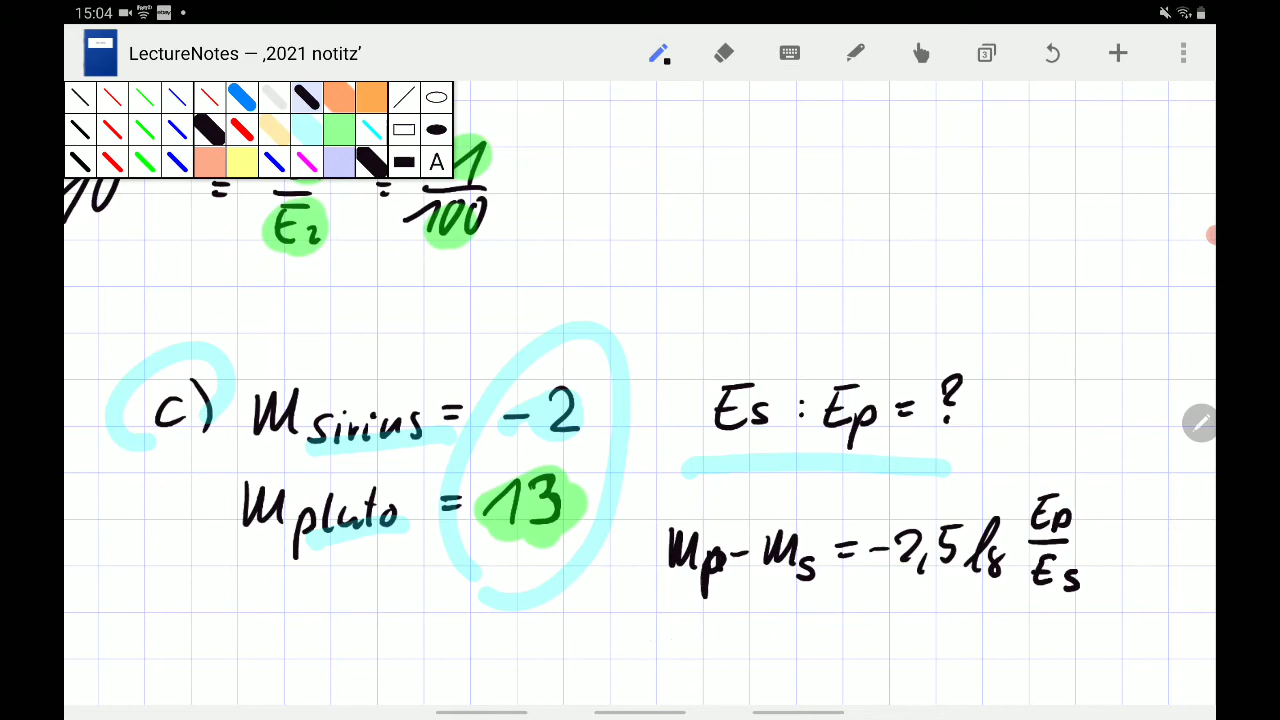 15:04
LectureNotes — ‚2021 notitz’
3
A
= E₂ = 1/100
c) m sirius = -2
m pluto = 13
Es : Ep = ?
mp - ms = -2,5 lg Ep/Es